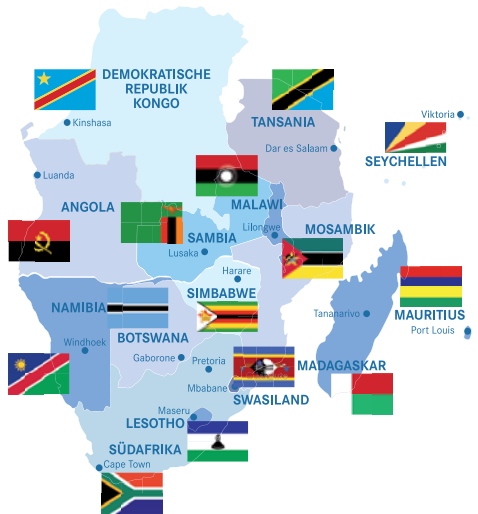 DEMOKRATISCHE
REPUBLIK
KONGO
Kinshasa
TANSANIA
Dar es Salaam
Viktoria
SEYCHELLEN
Luanda
ANGOLA
MALAWI
Lilongwe
SAMBIA
Lusaka
MOSAMBIK
Harare
SIMBABWE
NAMIBIA
Windhoek
BOTSWANA
Gaborone
Tananarivo
MAURITIUS
Port Louis
Pretoria
MADAGASKAR
Mbabane
SWASILAND
Maseru
LESOTHO
SÜDAFRIKA
Cape Town